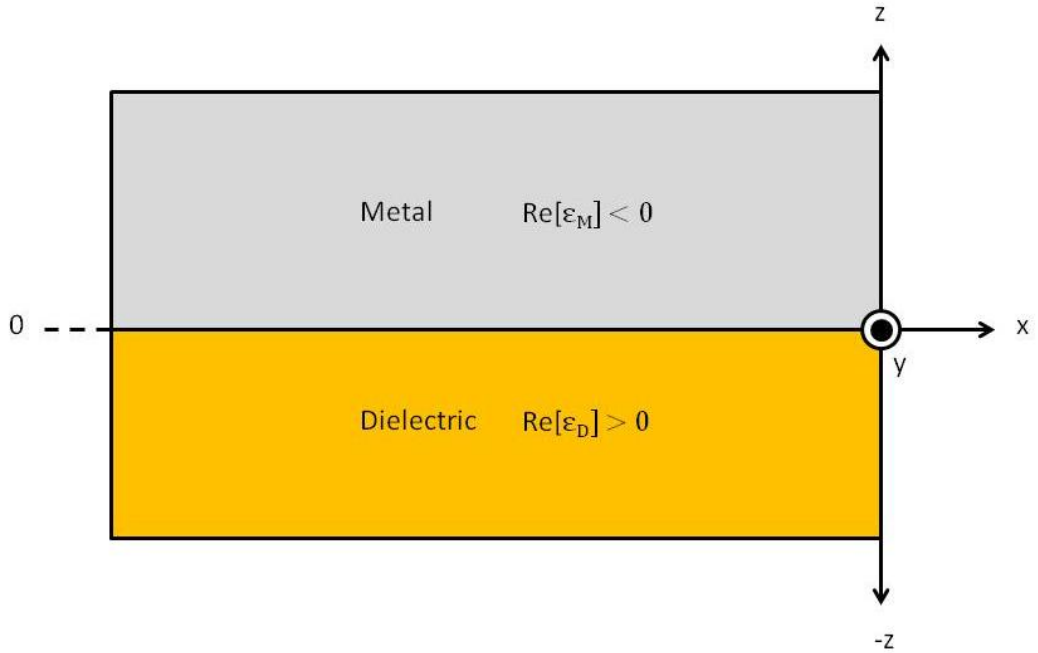 z
Metal Re[ε_M] < 0
0
x
y
Dielectric Re[ε_D] > 0
-z